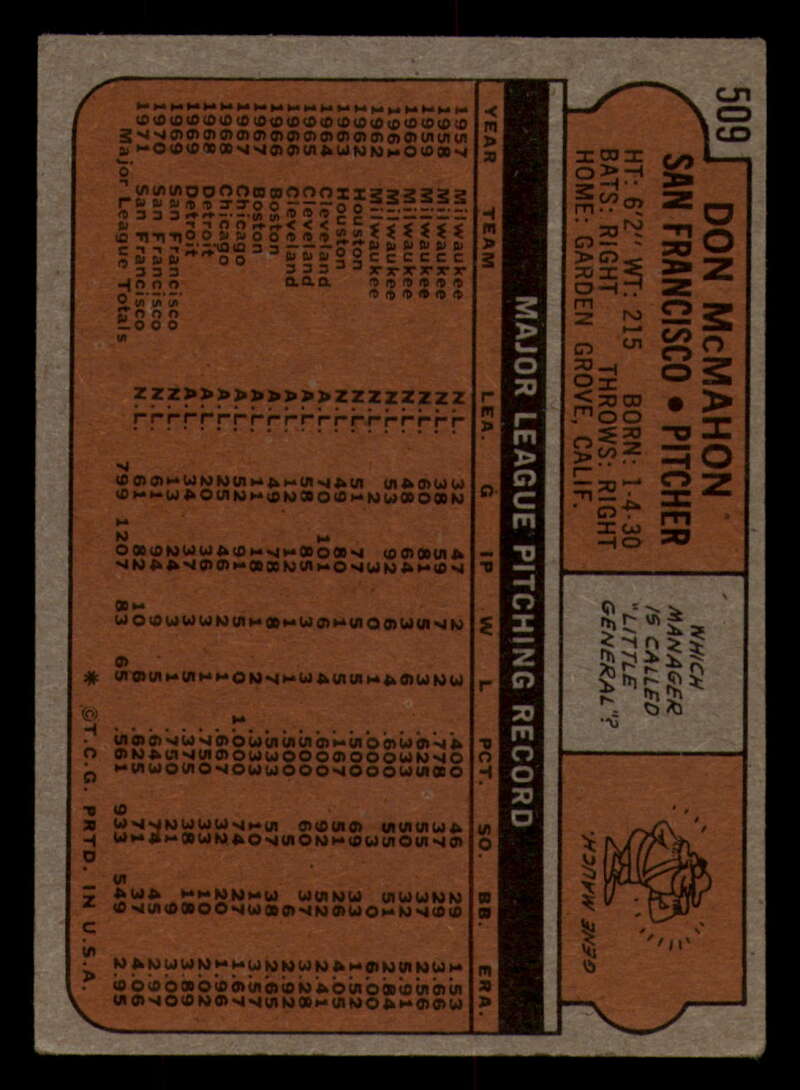 509
DON McMAHON
SAN FRANCISCO • PITCHER
HT: 6'2" WT: 215 BORN: 1-4-30
BATS: RIGHT THROWS: RIGHT
HOME: GARDEN GROVE, CALIF.
WHICH
MANAGER
IS CALLED
"LITTLE
GENERAL"?
GENE MAUCH.
MAJOR LEAGUE PITCHING RECORD
YEAR TEAM LEA. G IP W L PCT. SO. BB. ERA.
1957 Milwaukee N.L. 32 47 2 3 .400 46 29 1.53
1958 Milwaukee N.L. 38 59 7 2 .778 37 29 3.66
1959 Milwaukee N.L. 60 81 5 3 .625 55 37 2.56
1960 Milwaukee N.L. 48 64 3 6 .333 50 32 5.91
1961 Milwaukee N.L. 53 92 6 4 .600 55 51 2.84
1962 Milwaukee N.L. 2 3 0 1 .000 3 0 6.00
1962 Houston N.L. 51 77 5 5 .500 69 33 1.52
1963 Houston N.L. 49 80 1 5 .167 51 26 4.05
1964 Cleveland A.L. 70 101 6 4 .600 92 52 2.41
1965 Cleveland A.L. 58 85 3 3 .500 60 37 3.28
1966 Cleveland A.L. 12 12 1 1 .500 5 6 2.92
1966 Boston A.L. 49 78 8 7 .533 57 38 2.65
1967 Boston A.L. 11 18 1 2 .333 10 13 3.57
1967 Chicago A.L. 52 91 5 0 1.000 74 27 1.67
1968 Chicago A.L. 25 46 2 1 .667 32 20 1.96
1968 Detroit A.L. 20 36 3 1 .750 33 10 2.02
1969 Detroit A.L. 34 37 3 5 .375 38 18 3.89
1969 San Francisco N.L. 13 24 3 1 .750 21 9 3.00
1970 San Francisco N.L. 61 94 9 5 .643 74 45 2.97
1971 San Francisco N.L. 61 82 10 6 .625 71 37 4.06
Major League Totals 799 1207 83 65 .561 933 549 2.95
* ©T.C.G. PRTD. IN U.S.A.